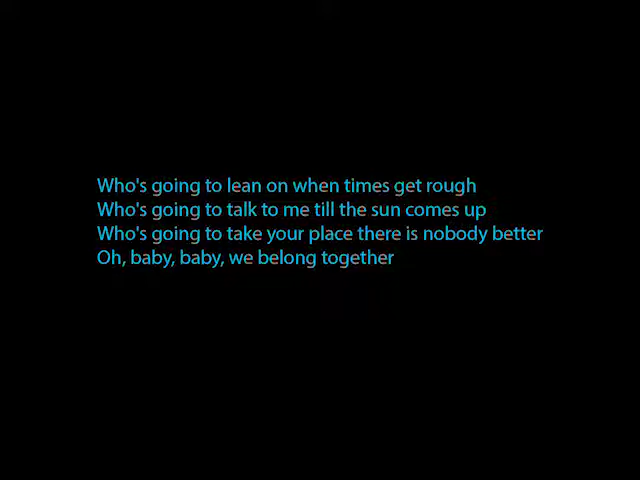 Who's going to lean on when times get rough
Who's going to talk to me till the sun comes up
Who's going to take your place there is nobody better
Oh, baby, baby, we belong together